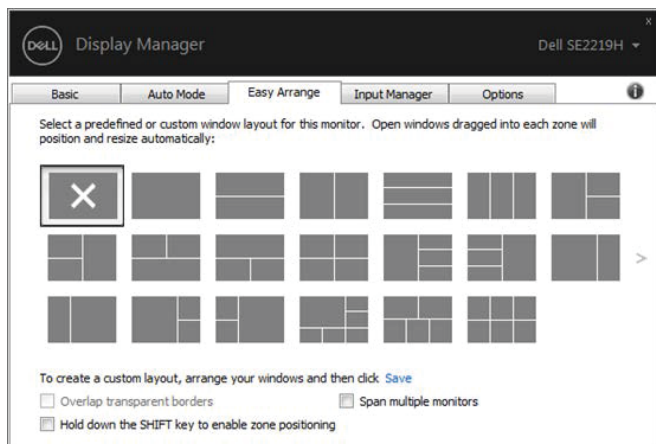 x
DELL Display Manager Dell SE2219H
Basic Auto Mode Easy Arrange Input Manager Options
Select a predefined or custom window layout for this monitor. Open windows dragged into each zone will
position and resize automatically:
>
To create a custom layout, arrange your windows and then click Save
Overlap transparent borders Span multiple monitors
Hold down the SHIFT key to enable zone positioning